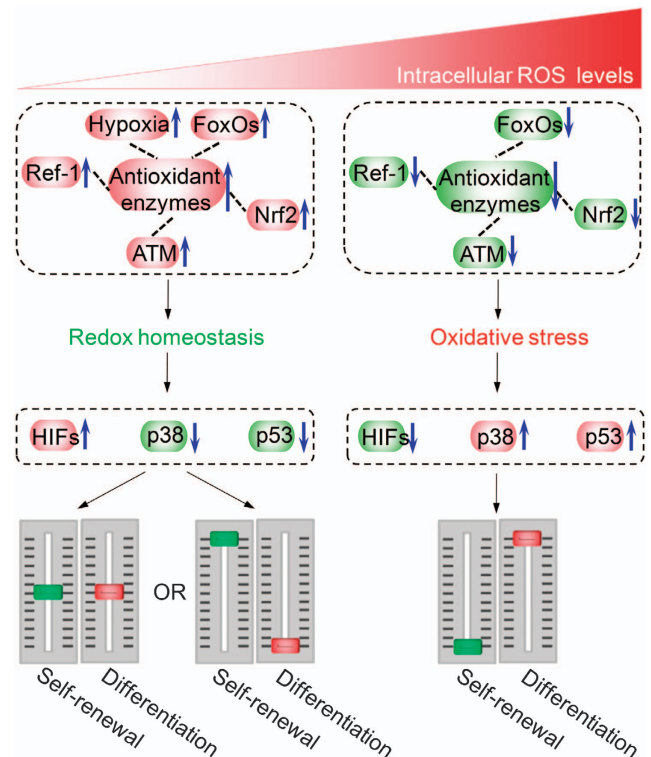 Intracellular ROS levels
Hypoxia
FoxOs
Ref-1
Antioxidant
enzymes
Nrf2
ATM
FoxOs
Ref-1
Antioxidant
enzymes
Nrf2
ATM
Redox homeostasis
Oxidative stress
HIFs
p38
p53
HIFs
p38
p53
OR
Self-renewal
Differentiation
Self-renewal
Differentiation
Self-renewal
Differentiation